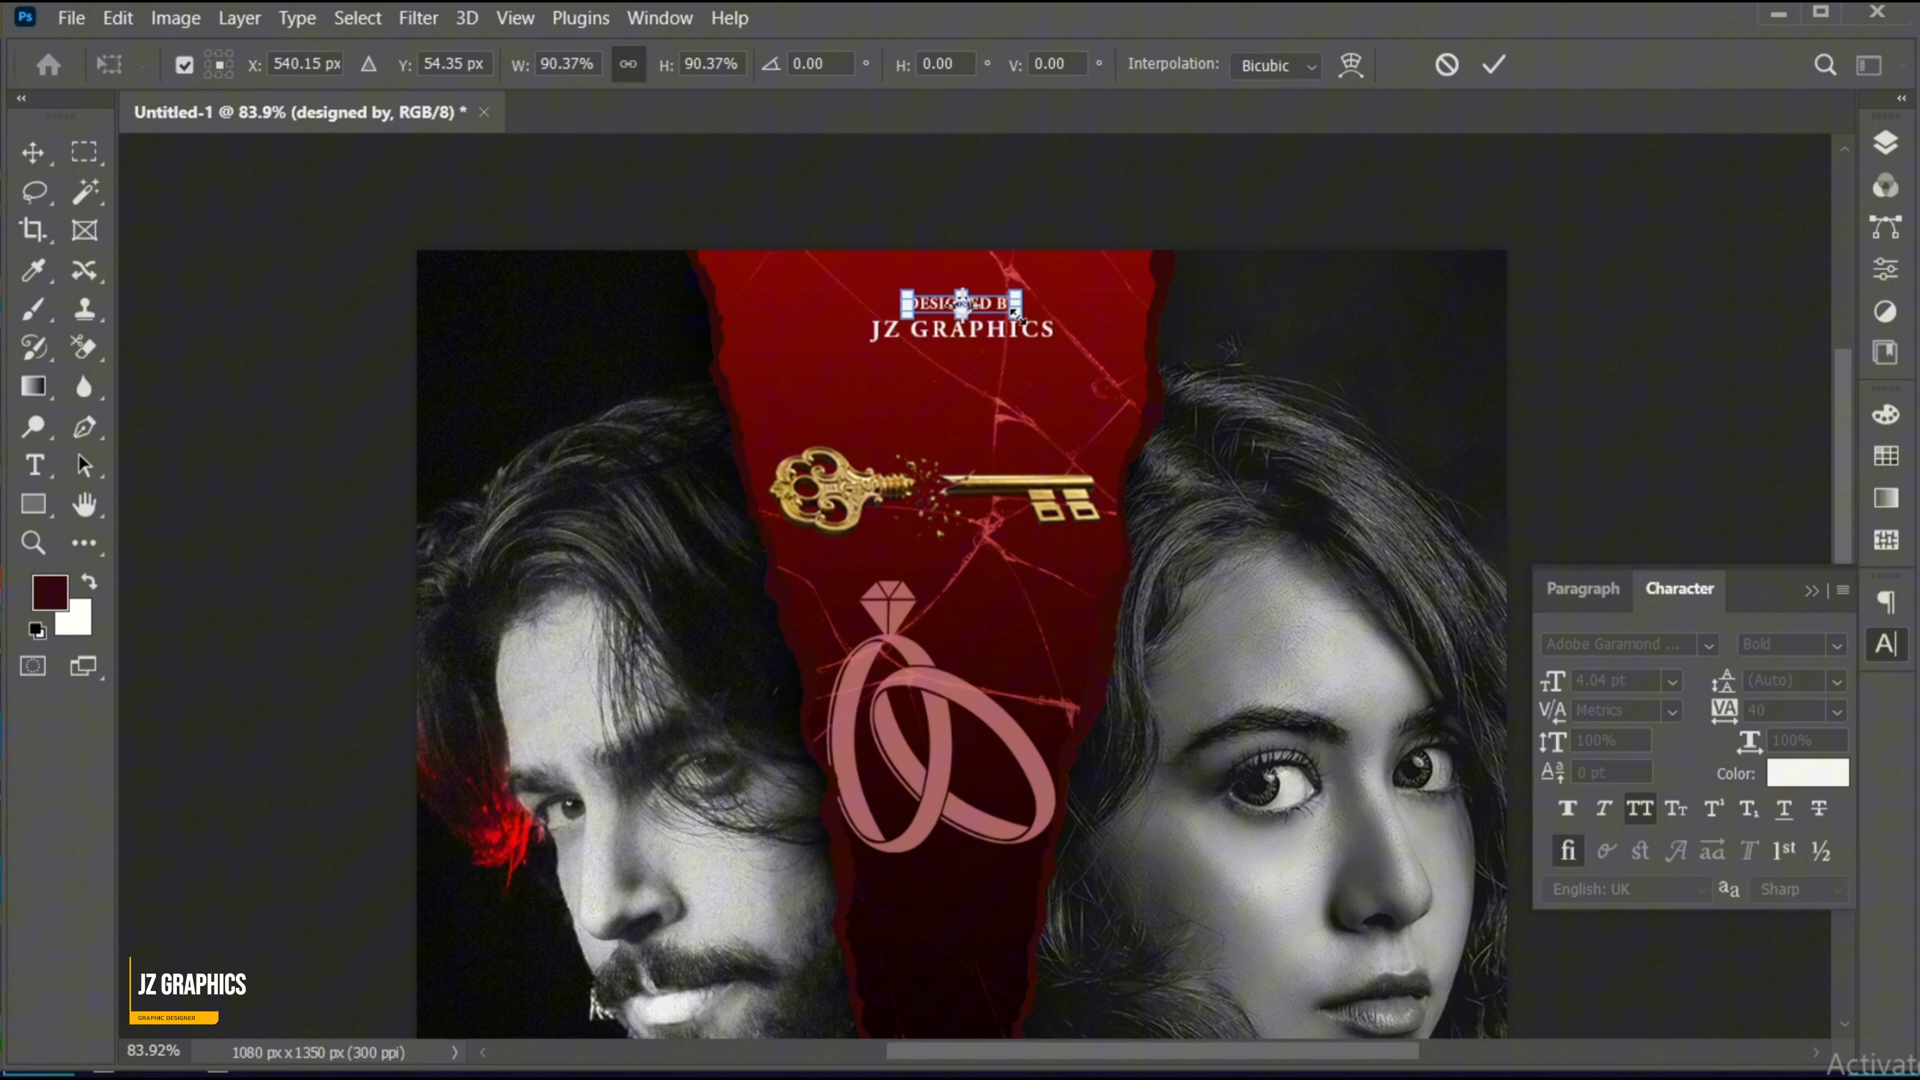 Ps File Edit Image Layer Type Select Filter 3D View Plugins Window Help
X: 540.15 px Y: 54.35 px W: 90.37% H: 90.37% 0.00 ° H: 0.00 ° V: 0.00 ° Interpolation: Bicubic
Untitled-1 @ 83.9% (designed by, RGB/8) *
JZ GRAPHICS
Paragraph Character
Adobe Garamond ... Bold
4.04 pt (Auto)
Metrics 40
100% 100%
0 pt Color:
English: UK Sharp
JZ GRAPHICS
GRAPHIC DESIGNER
83.92% 1080 px x 1350 px (300 ppi)